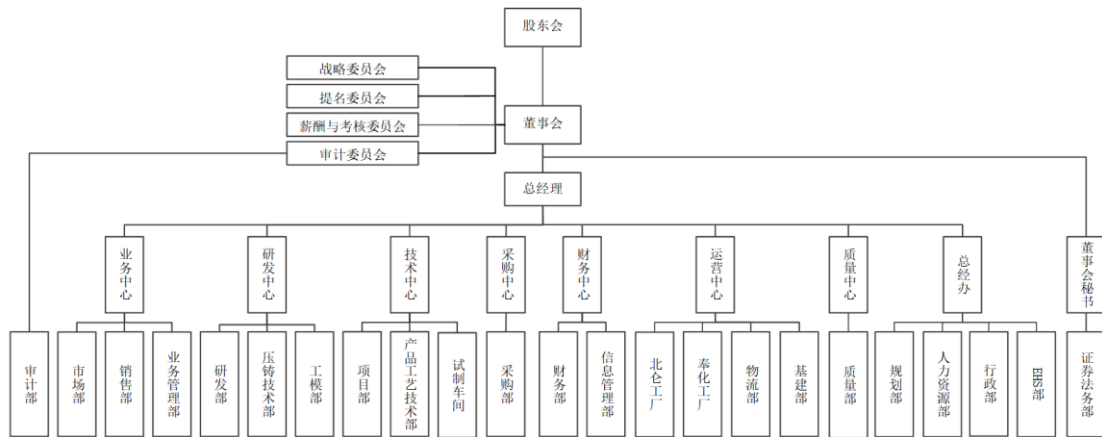 股东会
战略委员会
提名委员会
薪酬与考核委员会
董事会
审计委员会
总经理
业务中心
研发中心
技术中心
采购中心
财务中心
运营中心
质量中心
总经办
董事会秘书
审计部
市场部
销售部
业务管理部
研发部
压铸技术部
工模部
项目部
产品工艺技术部
试制车间
采购部
财务部
信息管理部
北仑工厂
奉化工厂
物流部
基建部
质量部
规划部
人力资源部
行政部
EHS部
证券法务部